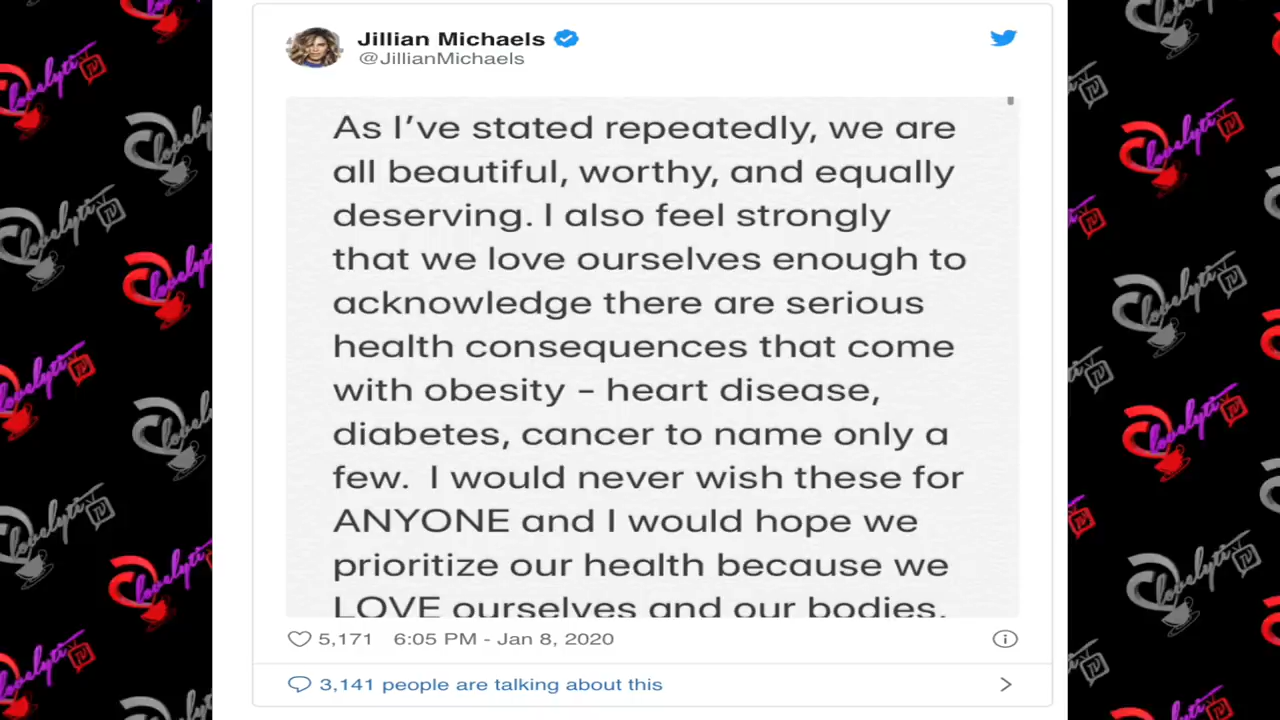 Jillian Michaels
@JillianMichaels
As I've stated repeatedly, we are
all beautiful, worthy, and equally
deserving. I also feel strongly
that we love ourselves enough to
acknowledge there are serious
health consequences that come
with obesity – heart disease,
diabetes, cancer to name only a
few.  I would never wish these for
ANYONE and I would hope we
prioritize our health because we
LOVE ourselves and our bodies.
5,171 6:05 PM - Jan 8, 2020
3,141 people are talking about this